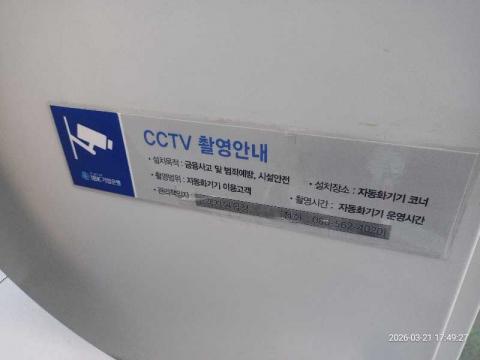 CCTV 촬영안내
• 설치목적 : 금융사고 및 범죄예방, 시설안전
• 설치장소 : 자동화기기 코너
• 촬영범위 : 자동화기기 이용고객
• 촬영시간 : 자동화기기 운영시간
• 관리책임자
IBK기업은행
2026-03-21 17:49:27